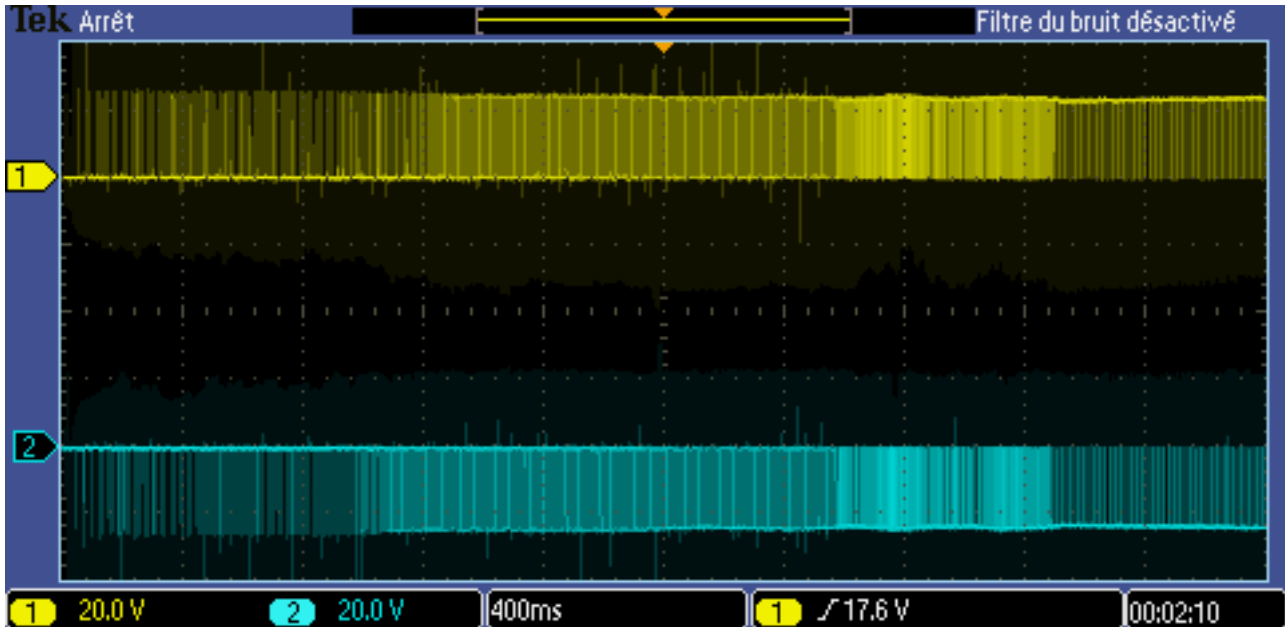 Tek Arrêt Filtre du bruit désactivé
1
2
1 20.0 V 2 20.0 V 400ms 1 17.6 V 00:02:10